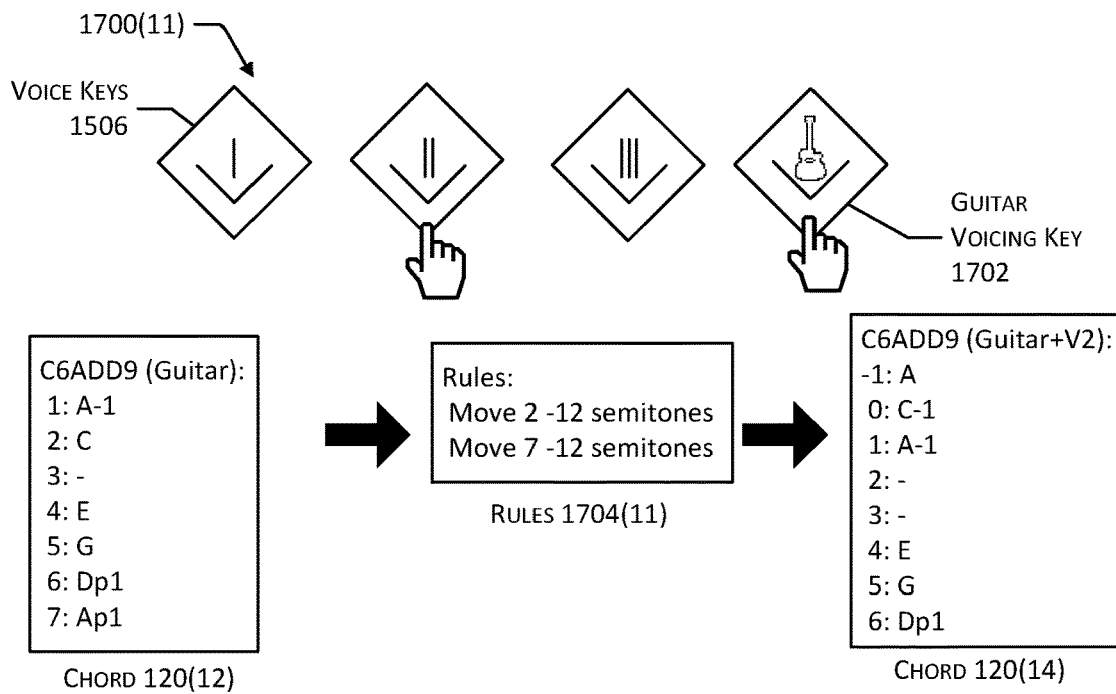 1700(11)
VOICE KEYS
1506
I
II
III
GUITAR
VOICING KEY
1702
C6ADD9 (Guitar):
1: A-1
2: C
3: -
4: E
5: G
6: Dp1
7: Ap1
CHORD 120(12)
Rules:
Move 2 -12 semitones
Move 7 -12 semitones
RULES 1704(11)
C6ADD9 (Guitar+V2):
-1: A
0: C-1
1: A-1
2: -
3: -
4: E
5: G
6: Dp1
CHORD 120(14)